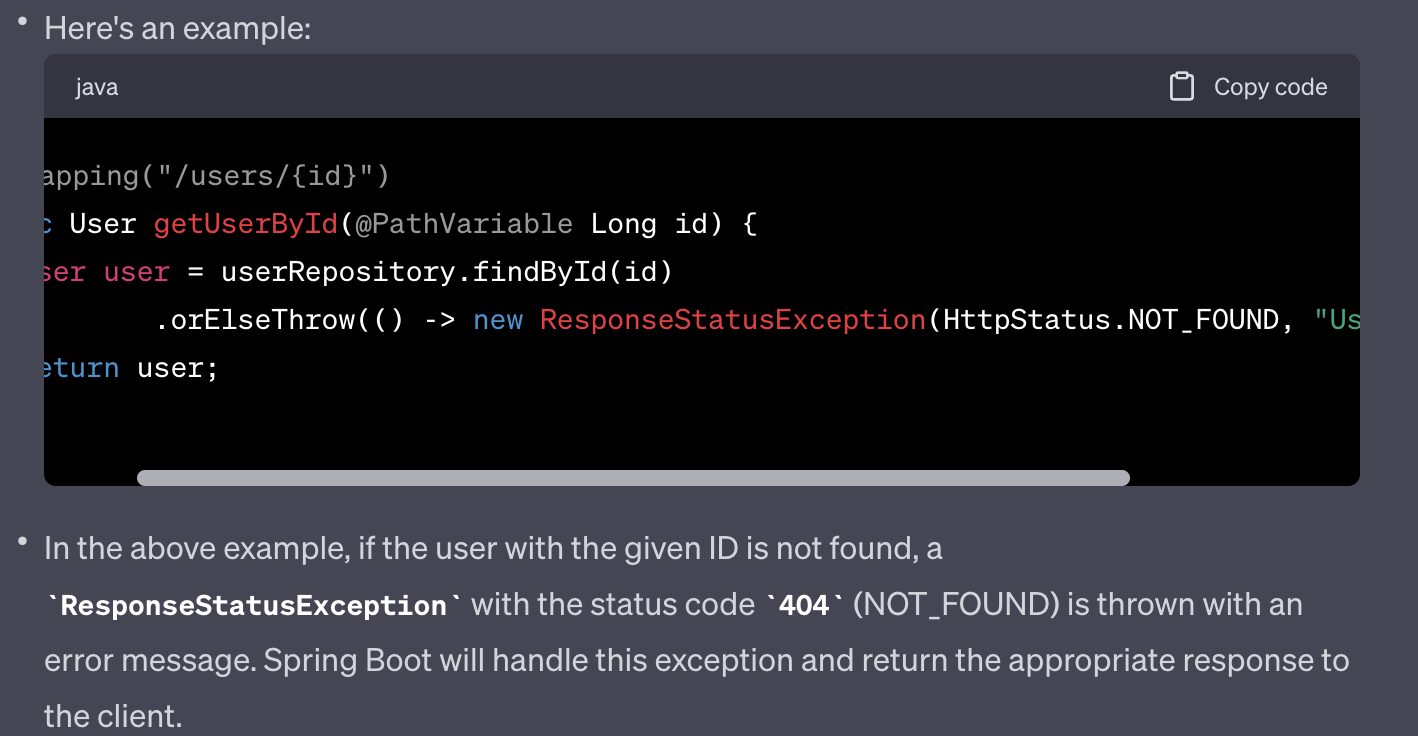 • Here's an example:
java Copy code
apping("/users/{id}")
c User getUserById(@PathVariable Long id) {
ser user = userRepository.findById(id)
.orElseThrow(() -> new ResponseStatusException(HttpStatus.NOT_FOUND, "Us
eturn user;
• In the above example, if the user with the given ID is not found, a
`ResponseStatusException` with the status code `404` (NOT_FOUND) is thrown with an
error message. Spring Boot will handle this exception and return the appropriate response to
the client.